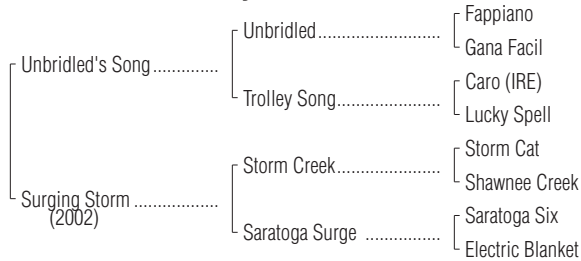 Fappiano
Unbridled......................
Gana Facil
Unbridled's Song.............
Caro (IRE)
Trolley Song....................
Lucky Spell
Storm Cat
Storm Creek....................
Shawnee Creek
Surging Storm ................
(2002)
Saratoga Six
Saratoga Surge .................
Electric Blanket